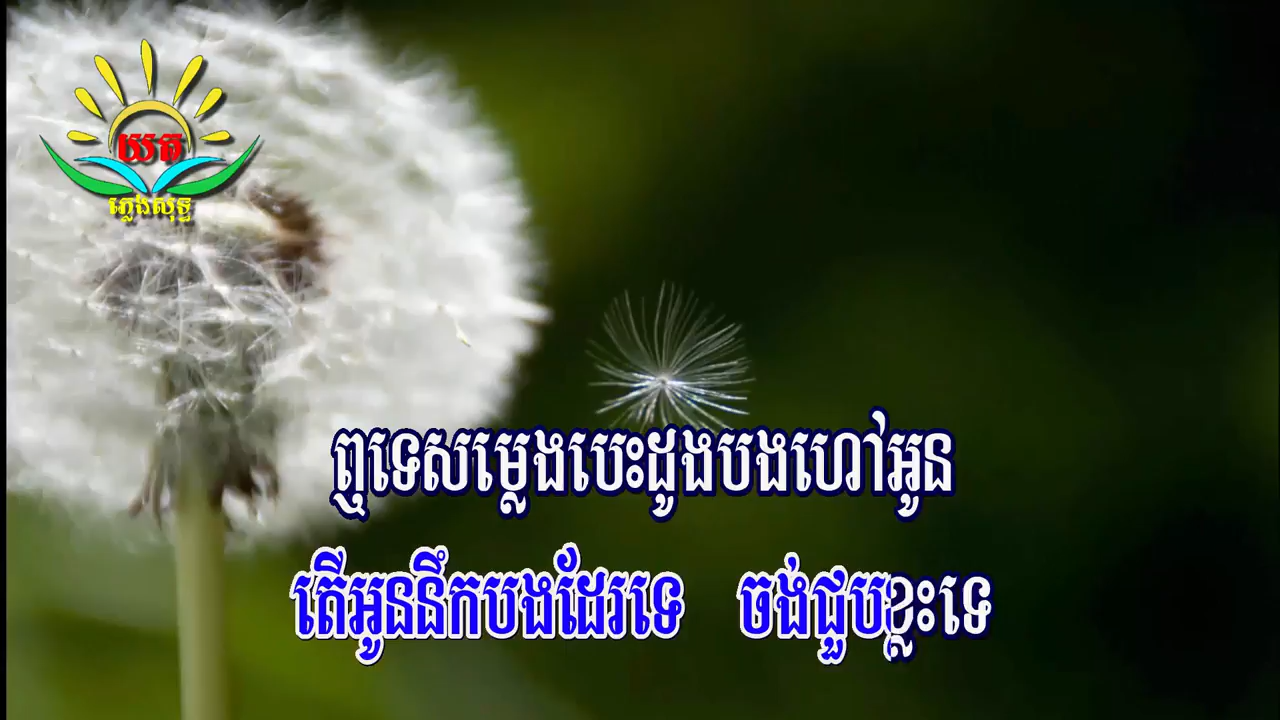 យត
ភ្លេងសុទ្ធ
ឮទេសម្លេងបេះដូងបងហៅអូន
តើអូននឹកបងដែរទេ ចង់ជួបខ្លះទេ